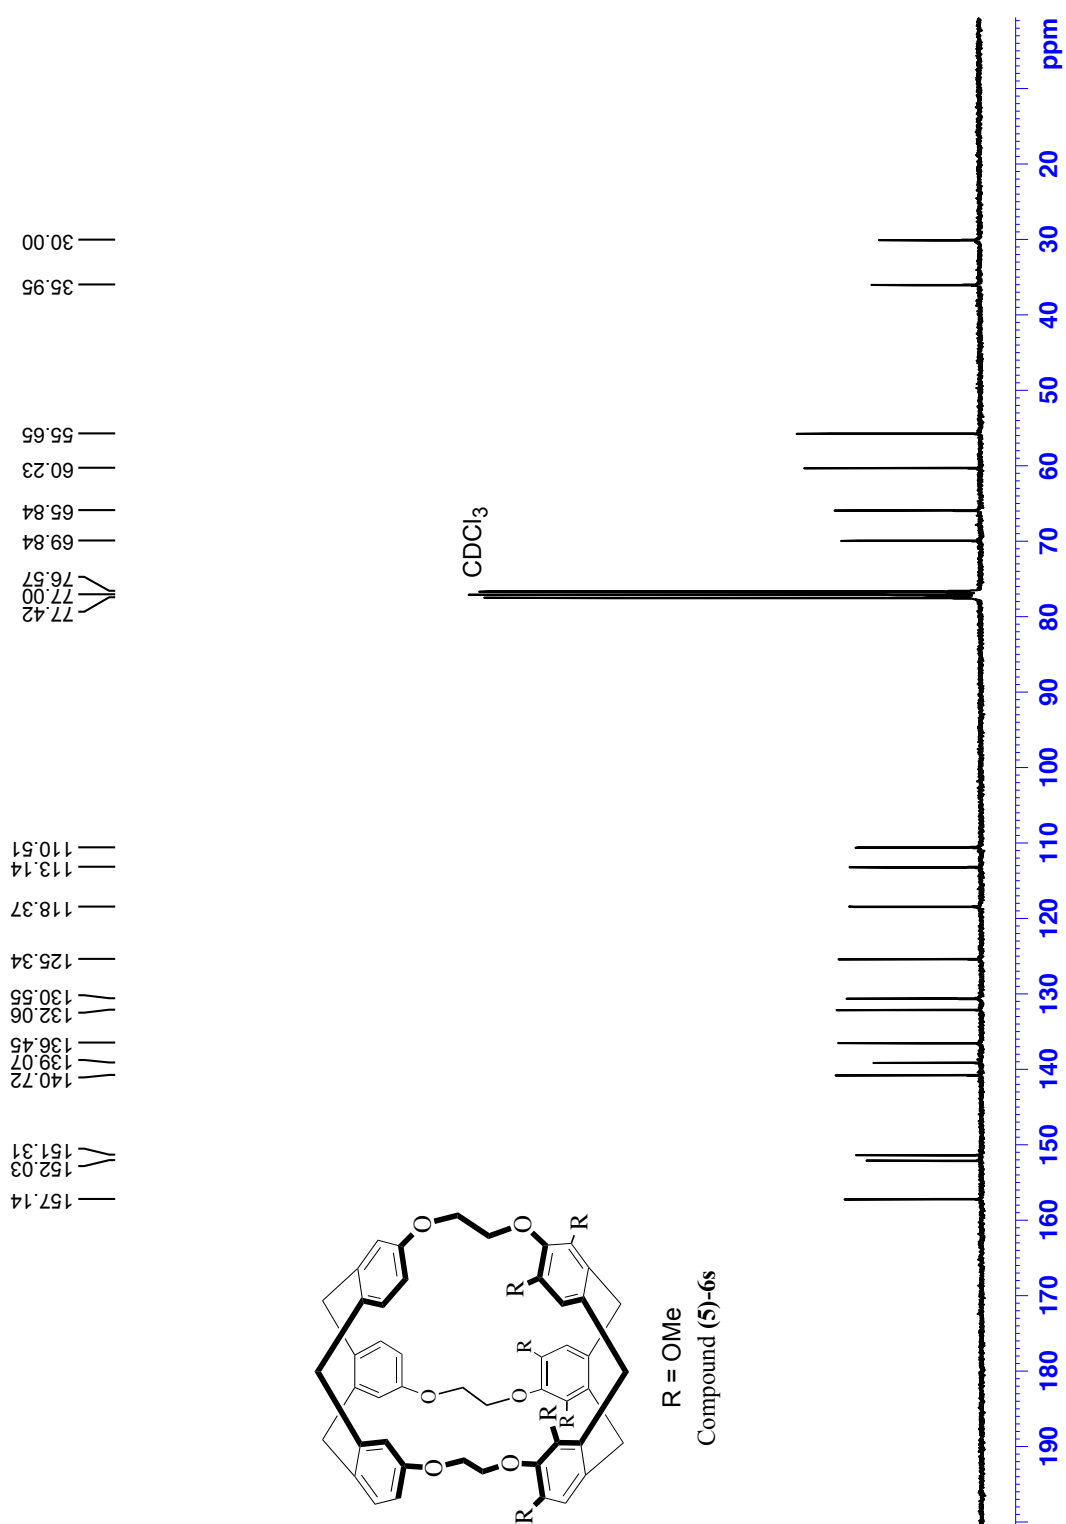 30.00
35.95
55.65
60.23
65.84
69.84
76.57
77.00
77.42
110.51
113.14
118.37
125.34
130.55
132.06
136.45
139.07
140.72
151.31
152.03
157.14
CDCl3
O
O
R
R
R
O
O
R
R
O
O
R
R = OMe
Compound (5)-6s
ppm
20
30
40
50
60
70
80
90
100
110
120
130
140
150
160
170
180
190